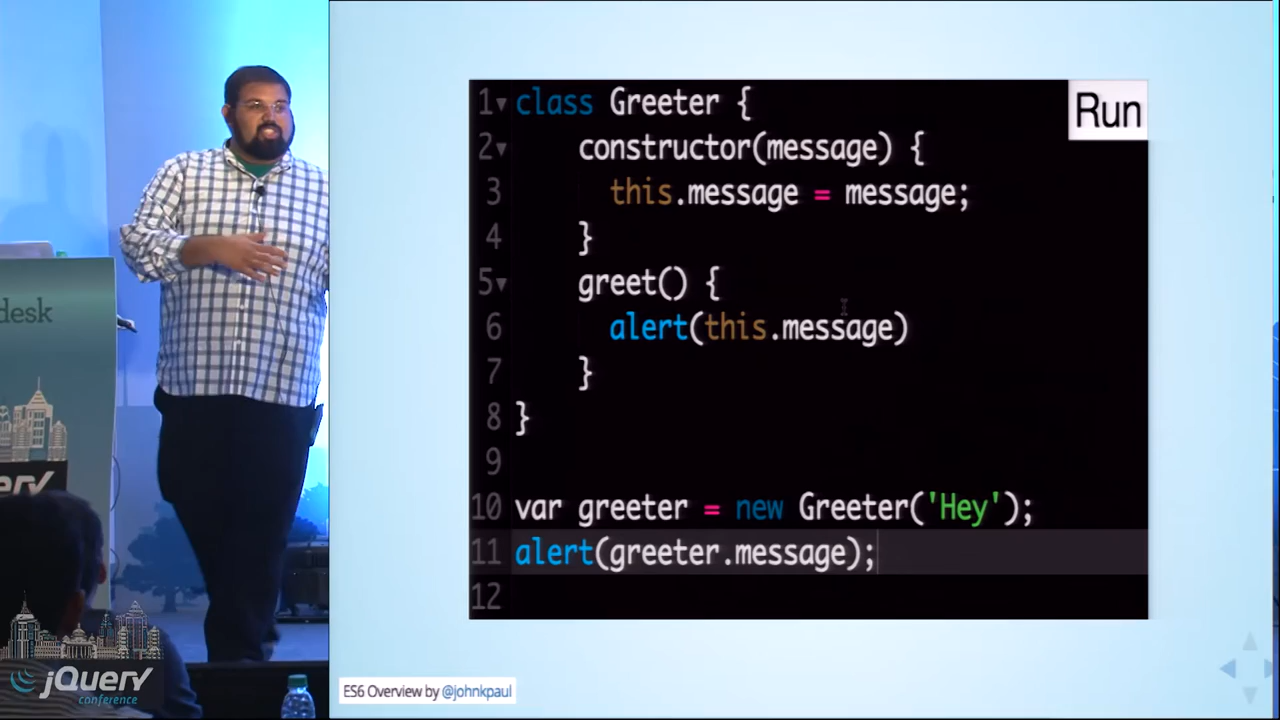 1 class Greeter {
2 constructor(message) {
3 this.message = message;
4 }
5 greet() {
6 alert(this.message)
7 }
8 }
9
10 var greeter = new Greeter('Hey');
11 alert(greeter.message);
12
Run
desk
jQuery
conference
ES6 Overview by @johnkpaul